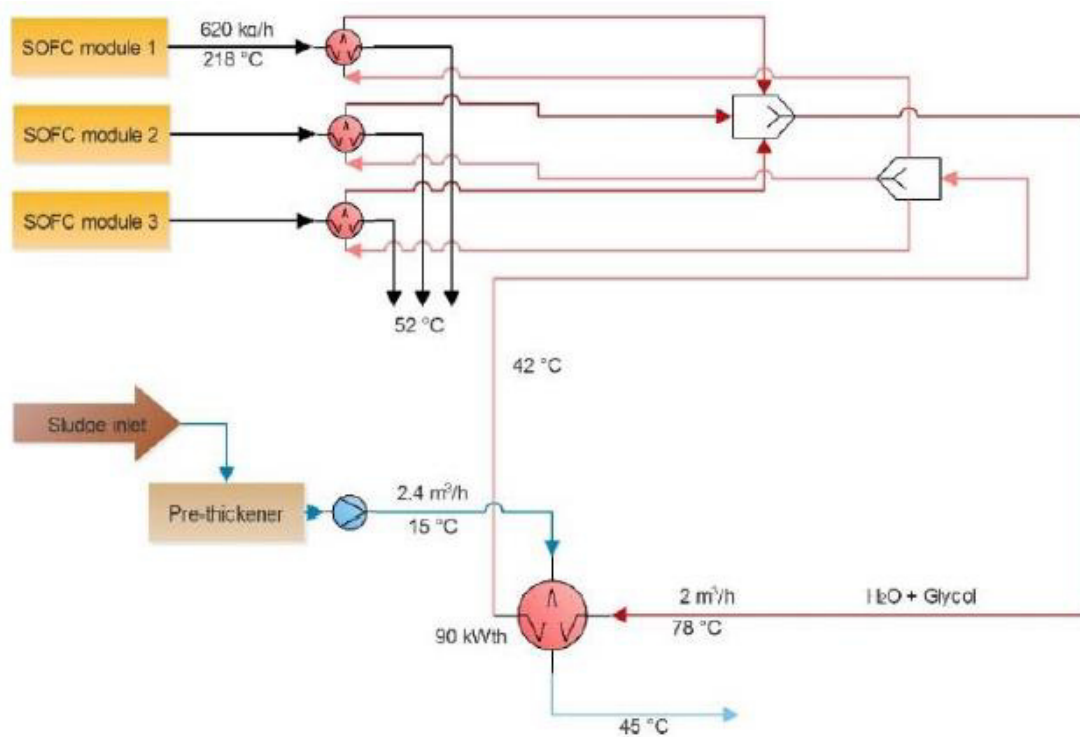 SOFC module 1
620 kg/h
218 °C
SOFC module 2
SOFC module 3
52 °C
42 °C
Sludge inlet
Pre-thickener
2.4 m³/h
15 °C
2 m³/h
H₂O + Glycol
78 °C
90 kWth
45 °C